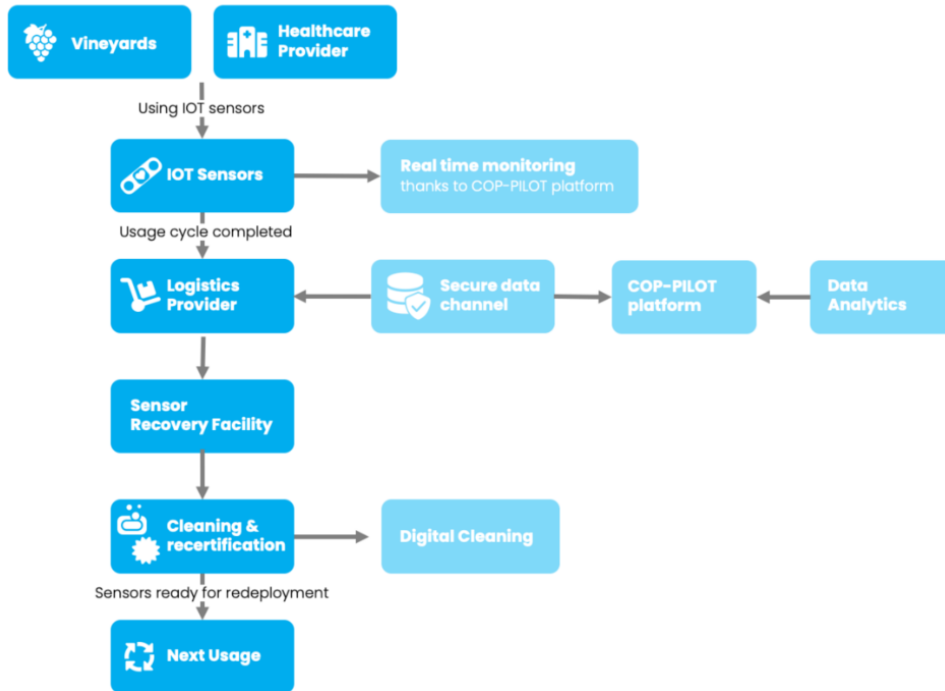 Vineyards
Healthcare
Provider
Using IOT sensors
IOT Sensors
Real time monitoring
thanks to COP-PILOT platform
Usage cycle completed
Logistics
Provider
Secure data
channel
COP-PILOT
platform
Data
Analytics
Sensor
Recovery Facility
Cleaning &
recertification
Digital Cleaning
Sensors ready for redeployment
Next Usage